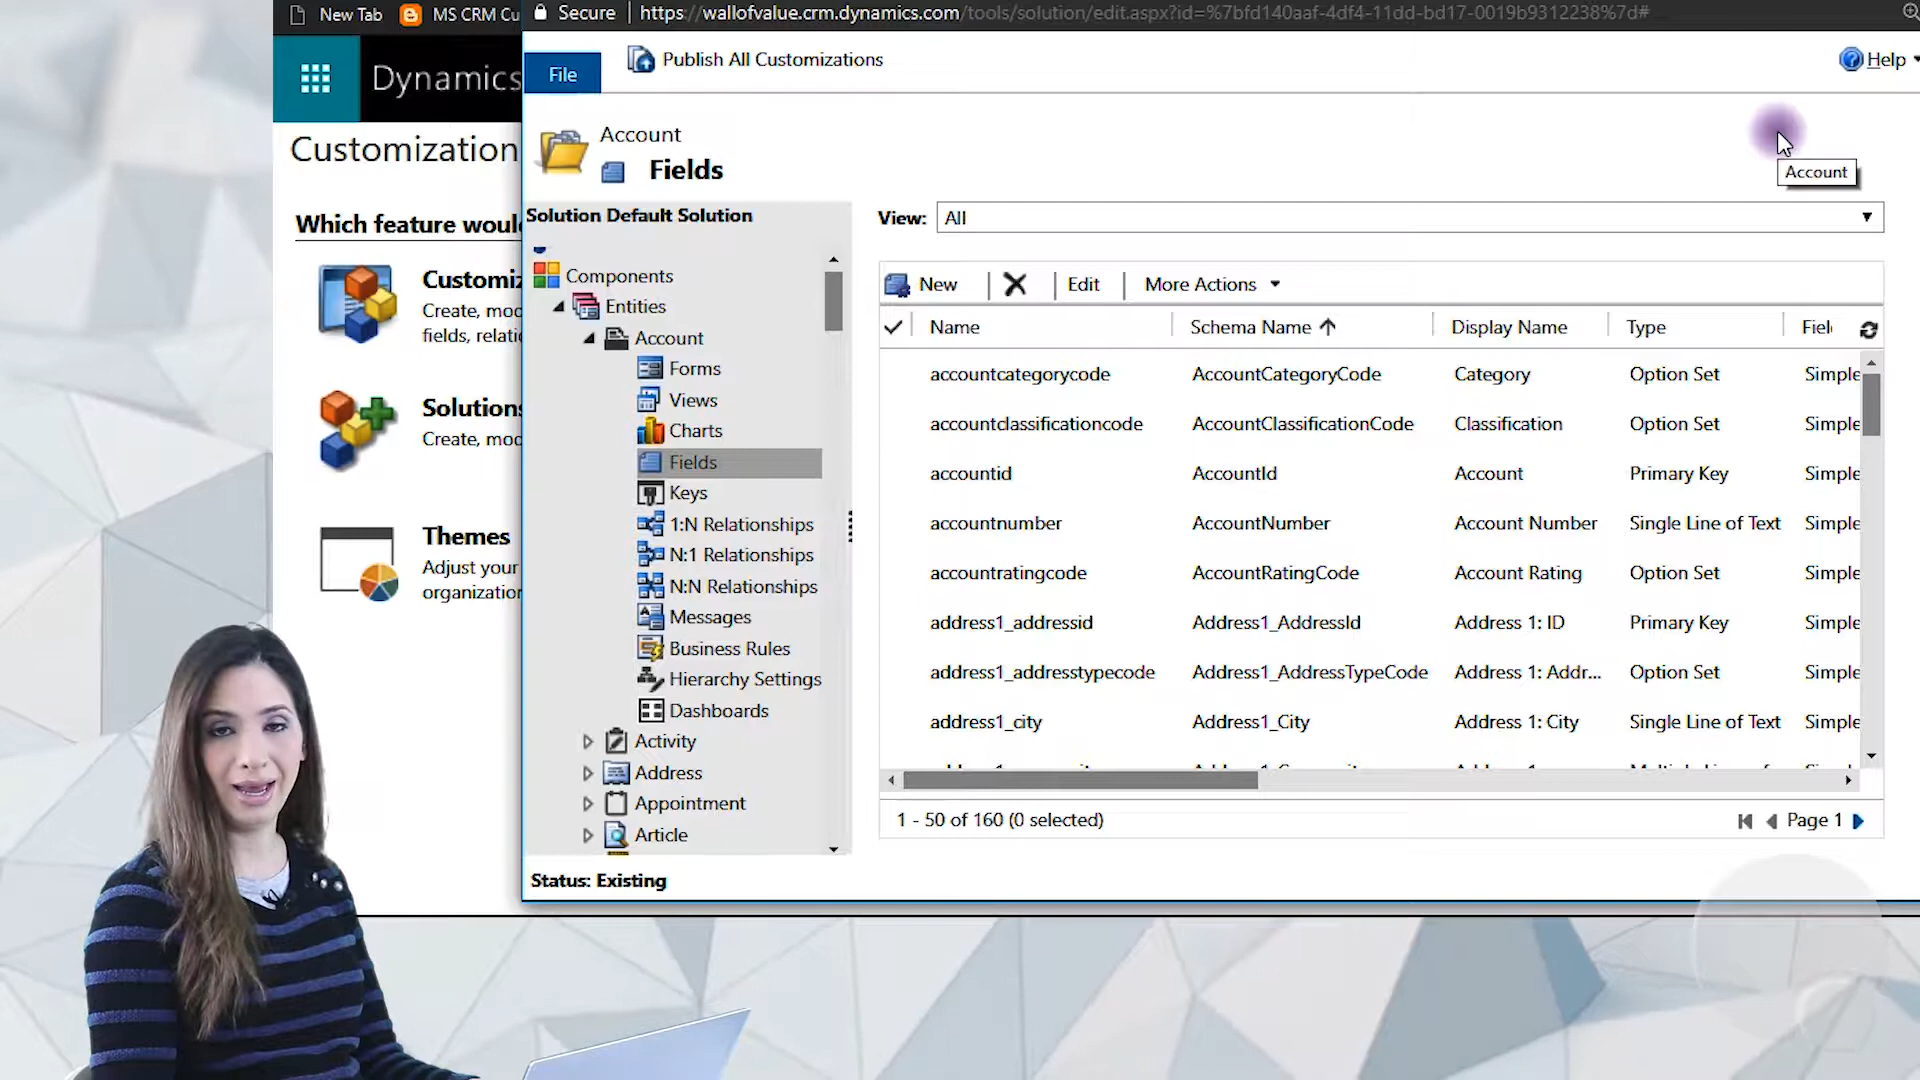 New Tab
MS CRM Cu
Secure
https://wallofvalue.crm.dynamics.com/tools/solution/edit.aspx?id=%7bfd140aaf-4df4-11dd-bd17-0019b9312238%7d#
File
Publish All Customizations
Help
Dynamics
Account
Fields
Account
Customization
Which feature woul
Customiz
Create, mo
fields, relatio
Solutions
Create, mod
Themes
Adjust your
organization
Solution Default Solution
Components
Entities
Account
Forms
Views
Charts
Fields
Keys
1:N Relationships
N:1 Relationships
N:N Relationships
Messages
Business Rules
Hierarchy Settings
Dashboards
Activity
Address
Appointment
Article
Status: Existing
View: All
New Edit More Actions
Name Schema Name Display Name Type Fiel
accountcategorycode AccountCategoryCode Category Option Set Simple
accountclassificationcode AccountClassificationCode Classification Option Set Simple
accountid AccountId Account Primary Key Simple
accountnumber AccountNumber Account Number Single Line of Text Simple
accountratingcode AccountRatingCode Account Rating Option Set Simple
address1_addressid Address1_AddressId Address 1: ID Primary Key Simple
address1_addresstypecode Address1_AddressTypeCode Address 1: Addr... Option Set Simple
address1_city Address1_City Address 1: City Single Line of Text Simple
1 - 50 of 160 (0 selected)
Page 1